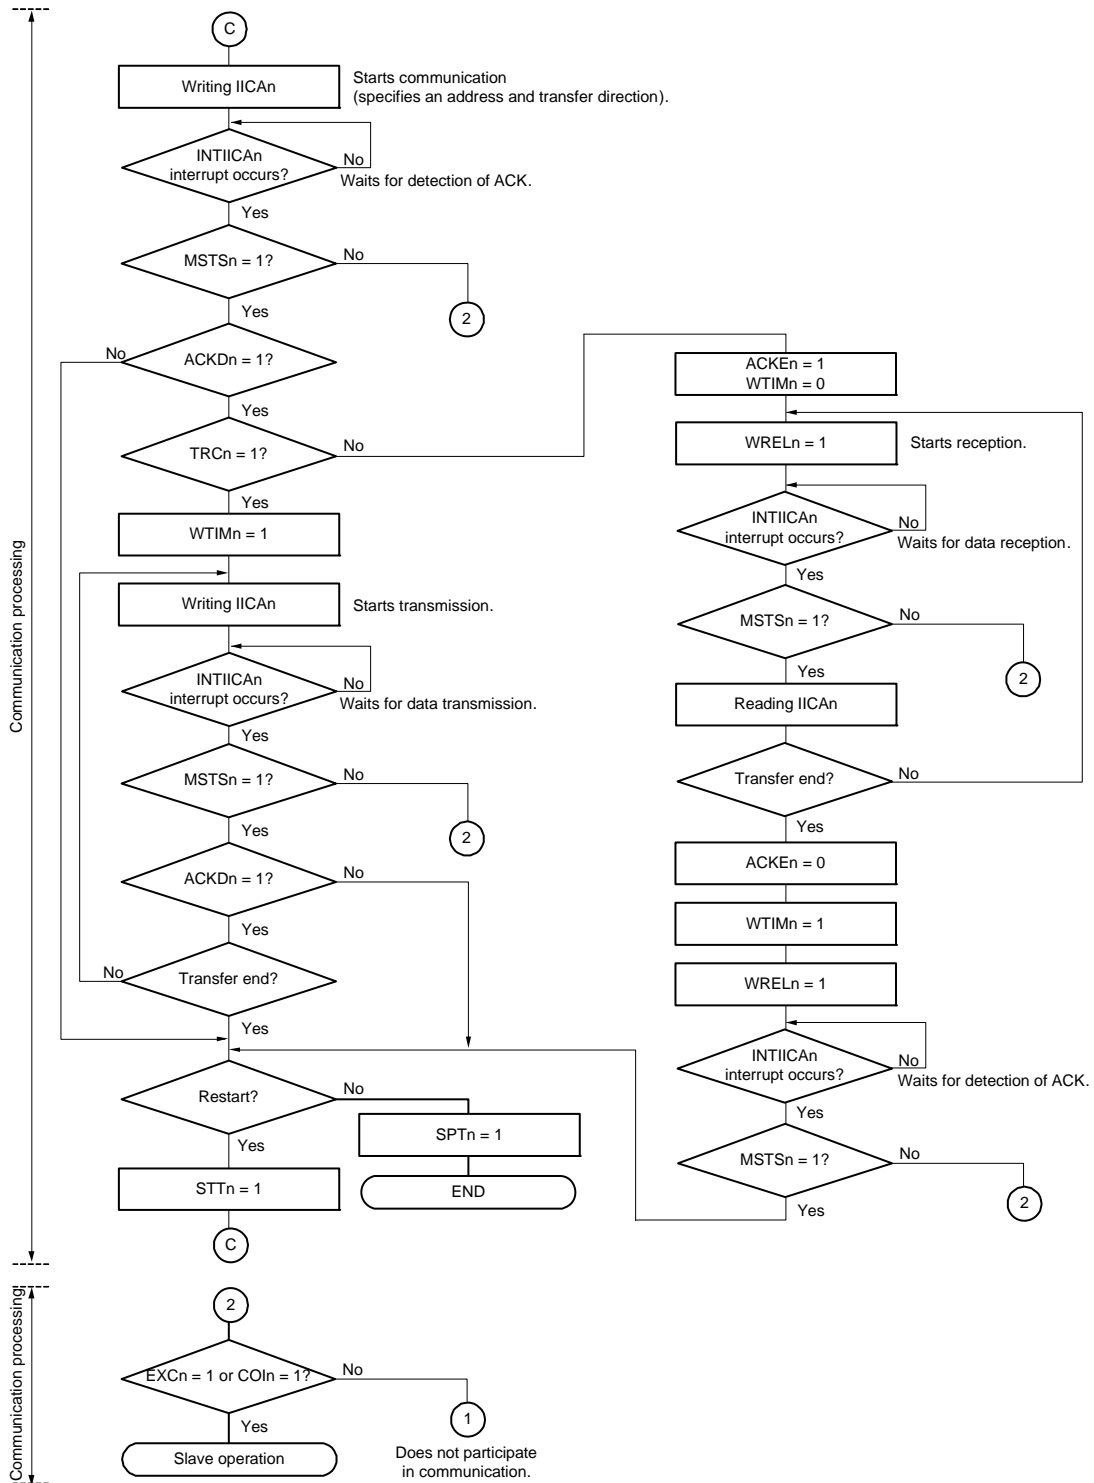 C
Writing IICAn
Starts communication
(specifies an address and transfer direction).
INTIICAn
interrupt occurs?
No
Waits for detection of ACK.
Yes
MSTSn = 1?
No
2
Yes
ACKDn = 1?
No
Yes
TRCn = 1?
No
Yes
WTIMn = 1
Writing IICAn
Starts transmission.
INTIICAn
interrupt occurs?
No
Waits for data transmission.
Yes
MSTSn = 1?
No
2
Yes
ACKDn = 1?
No
Yes
Transfer end?
No
Yes
Restart?
No
SPTn = 1
END
Yes
STTn = 1
C
ACKEn = 1
WTIMn = 0
WRELn = 1
Starts reception.
INTIICAn
interrupt occurs?
No
Waits for data reception.
Yes
MSTSn = 1?
No
2
Yes
Reading IICAn
Transfer end?
No
Yes
ACKEn = 0
WTIMn = 1
WRELn = 1
INTIICAn
interrupt occurs?
No
Waits for detection of ACK.
Yes
MSTSn = 1?
No
2
Yes
Communication processing
2
EXCn = 1 or COIn = 1?
No
1
Does not participate
in communication.
Yes
Slave operation
Communication processing